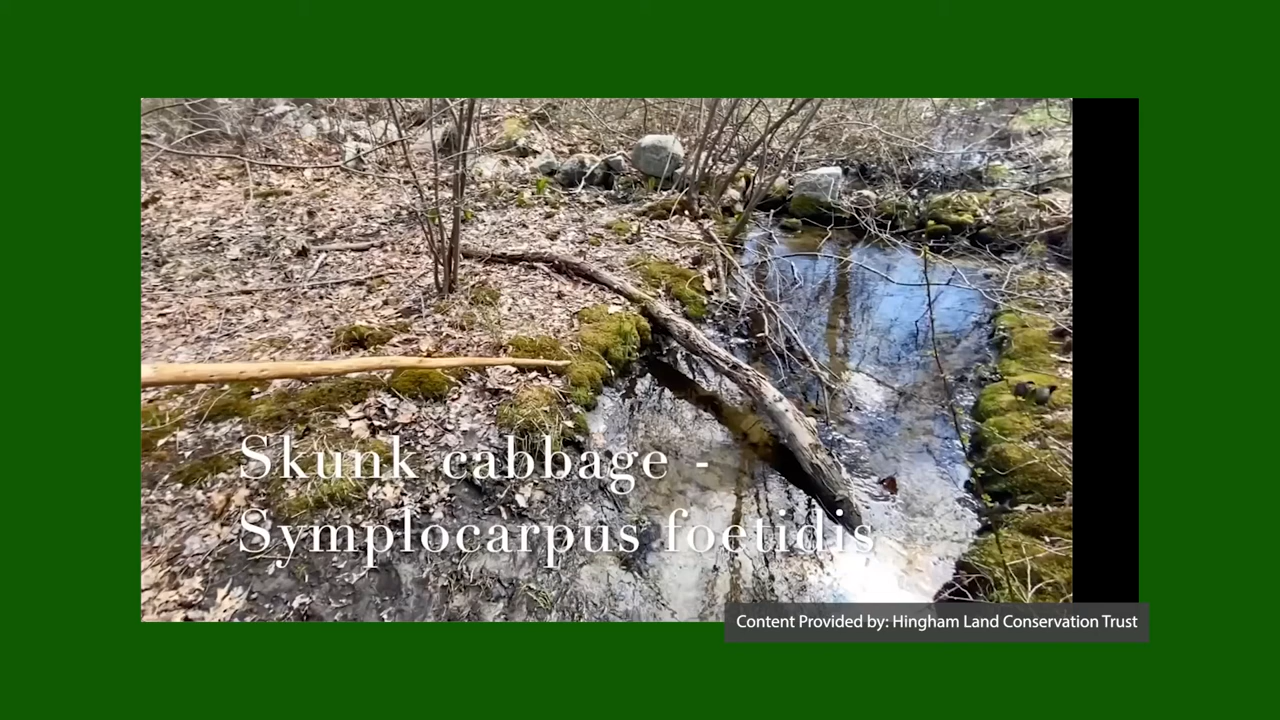 Skunk cabbage -
Symplocarpus foetidis
Content Provided by: Hingham Land Conservation Trust